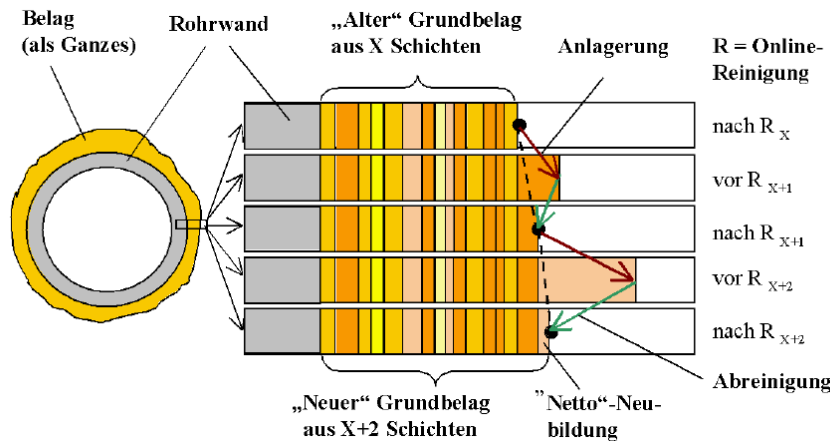 Belag
(als Ganzes)
Rohrwand
„Alter“ Grundbelag
aus X Schichten
Anlagerung
R = Online-
Reinigung
nach R X
vor R X+1
nach R X+1
vor R X+2
nach R X+2
„Neuer“ Grundbelag
aus X+2 Schichten
”Netto“-Neu-
bildung
Abreinigung